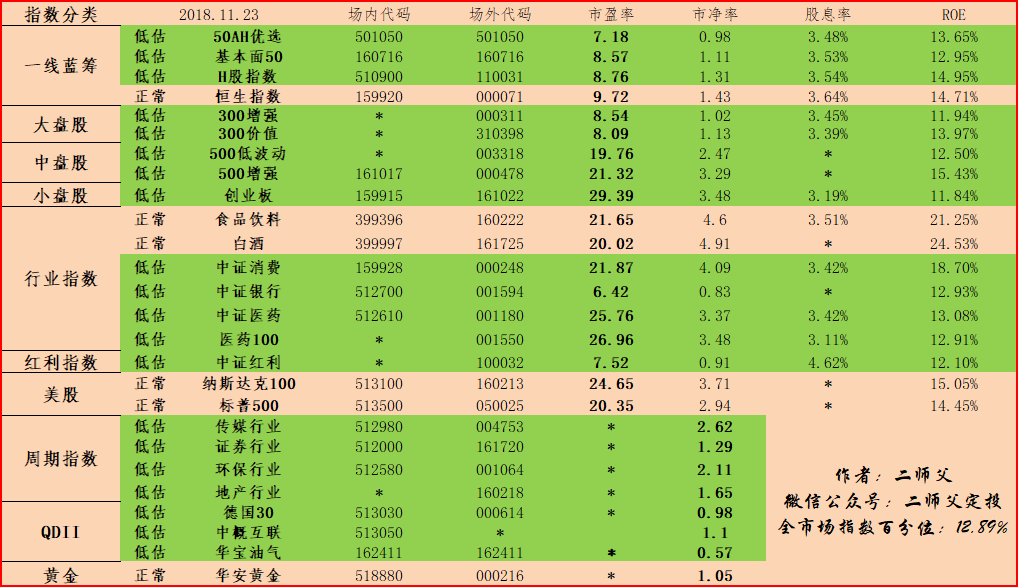 指数分类 2018.11.23 场内代码 场外代码 市盈率 市净率 股息率 ROE
一线蓝筹
低估 50AH优选 501050 501050 7.18 0.98 3.48% 13.65%
低估 基本面50 160716 160716 8.57 1.11 3.53% 12.95%
低估 H股指数 510900 110031 8.76 1.31 3.54% 14.95%
正常 恒生指数 159920 000071 9.72 1.43 3.64% 14.71%
大盘股
低估 300增强 * 000311 8.54 1.02 3.45% 11.94%
低估 300价值 * 310398 8.09 1.13 3.39% 13.97%
中盘股
低估 500低波动 * 003318 19.76 2.47 * 12.50%
低估 500增强 161017 000478 21.32 3.29 * 15.43%
小盘股 低估 创业板 159915 161022 29.39 3.48 3.19% 11.84%
行业指数
正常 食品饮料 399396 160222 21.65 4.6 3.51% 21.25%
正常 白酒 399997 161725 20.02 4.91 * 24.53%
低估 中证消费 159928 000248 21.87 4.09 3.42% 18.70%
低估 中证银行 512700 001594 6.42 0.83 * 12.93%
低估 中证医药 512610 001180 25.76 3.37 3.42% 13.08%
低估 医药100 * 001550 26.96 3.48 3.11% 12.91%
红利指数 低估 中证红利 * 100032 7.52 0.91 4.62% 12.10%
美股
正常 纳斯达克100 513100 160213 24.65 3.71 * 15.05%
正常 标普500 513500 050025 20.35 2.94 * 14.45%
周期指数
低估 传媒行业 512980 004753 * 2.62
低估 证券行业 512000 161720 * 1.29
低估 环保行业 512580 001064 * 2.11
低估 地产行业 * 160218 * 1.65
QDII
低估 德国30 513030 000614 * 0.98
低估 中概互联 513050 * 1.1
低估 华宝油气 162411 162411 * 0.57
黄金 正常 华安黄金 518880 000216 * 1.05
作者：二师父
微信公众号：二师父定投
全市场指数百分位：12.89%